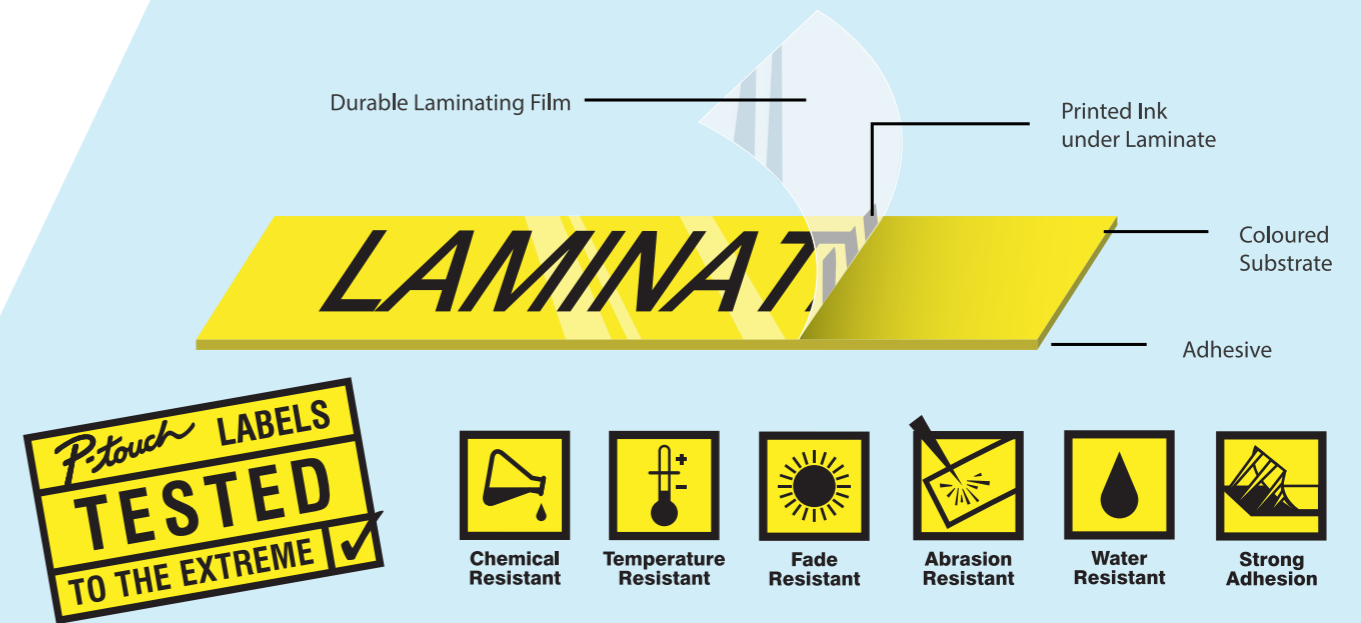 Durable Laminating Film
Printed Ink
under Laminate
LAMINAT
Coloured
Substrate
Adhesive
P-touch LABELS
TESTED
TO THE EXTREME
Chemical
Resistant
Temperature
Resistant
Fade
Resistant
Abrasion
Resistant
Water
Resistant
Strong
Adhesion